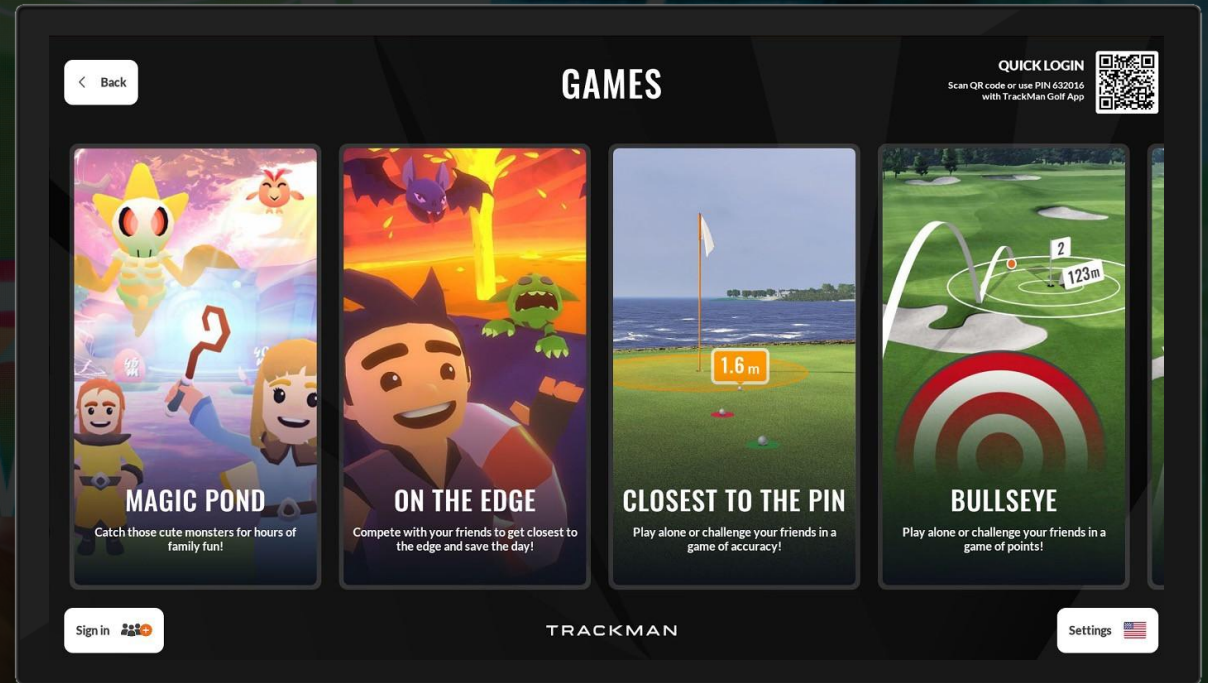 Back
GAMES
QUICK LOGIN
Scan QR code or use PIN 632016
with TrackMan Golf App
1.6 m
2
123m
MAGIC POND
Catch those cute monsters for hours of
family fun!
ON THE EDGE
Compete with your friends to get closest to
the edge and save the day!
CLOSEST TO THE PIN
Play alone or challenge your friends in a
game of accuracy!
BULLSEYE
Play alone or challenge your friends in a
game of points!
Sign in
TRACKMAN
Settings